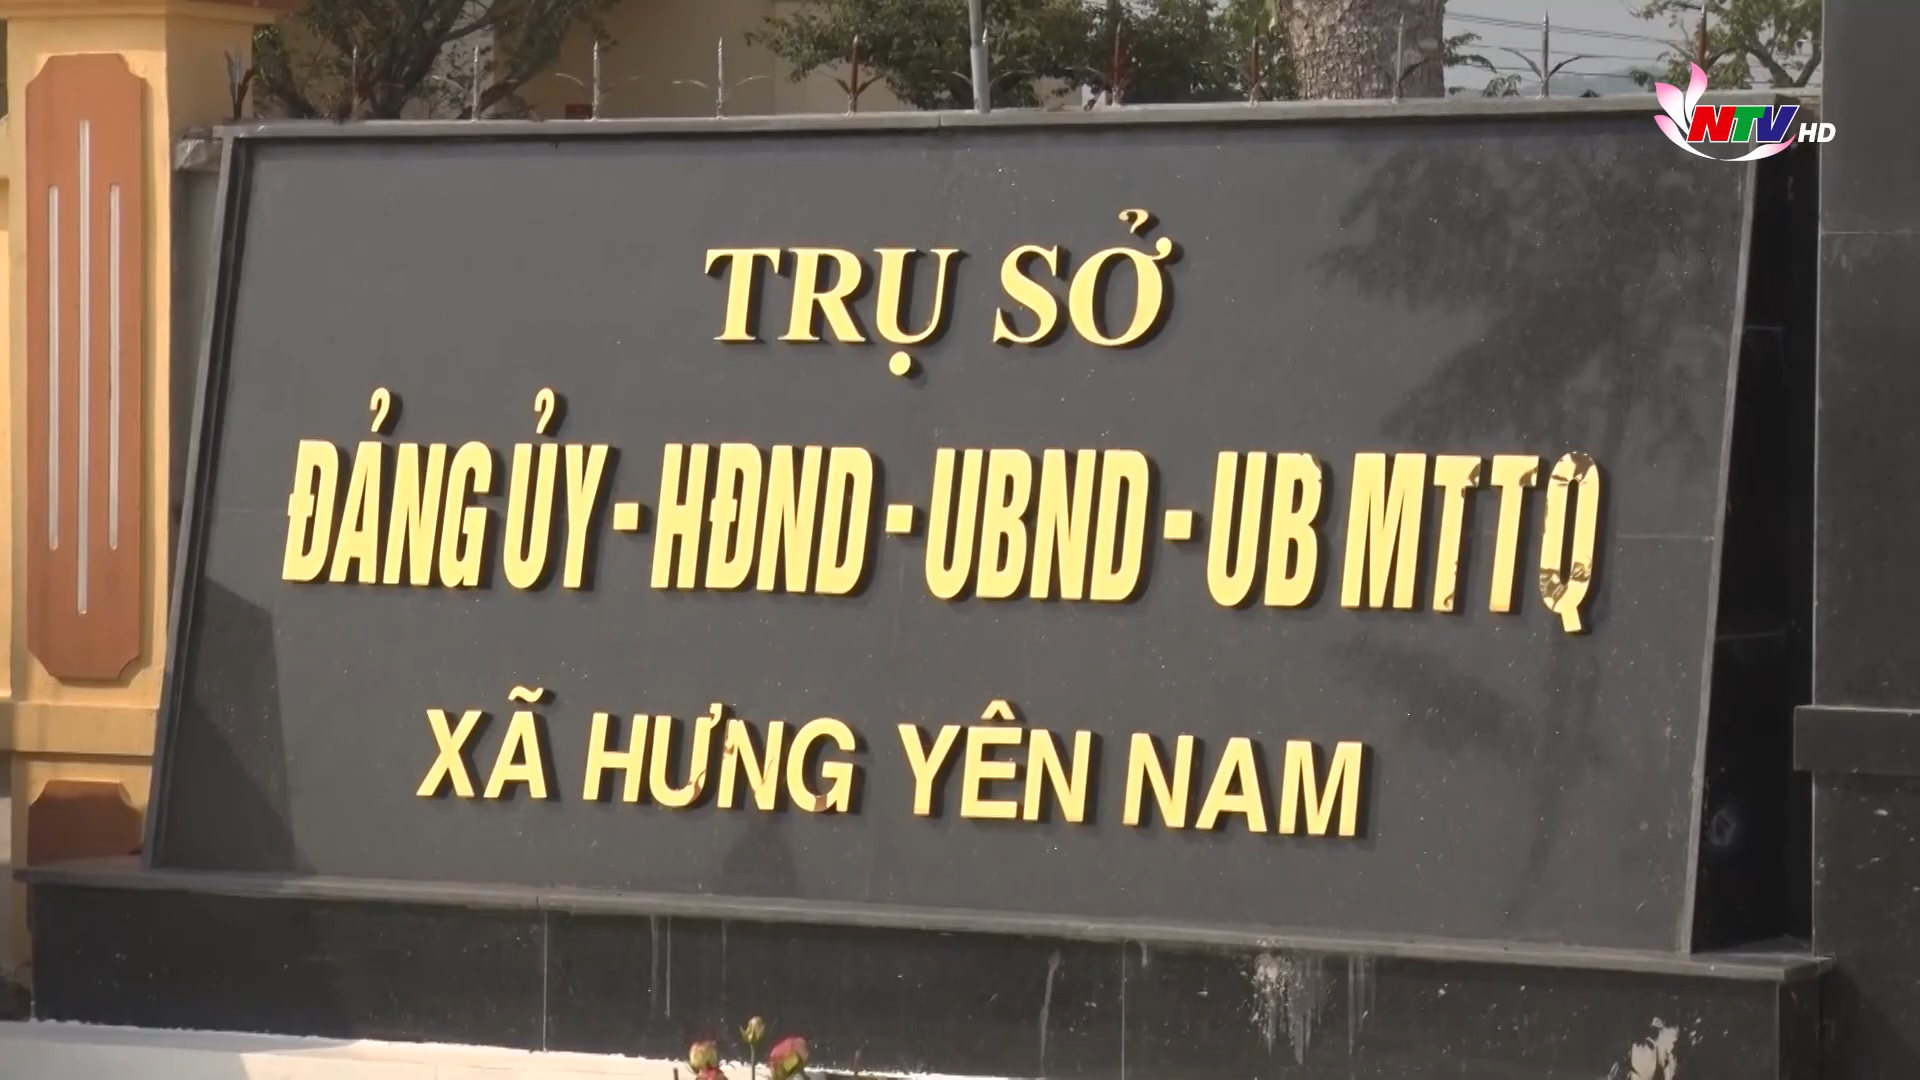 NTV HD
TRỤ SỞ
ĐẢNG ỦY - HĐND - UBND - UB MTTQ
XÃ HƯNG YÊN NAM